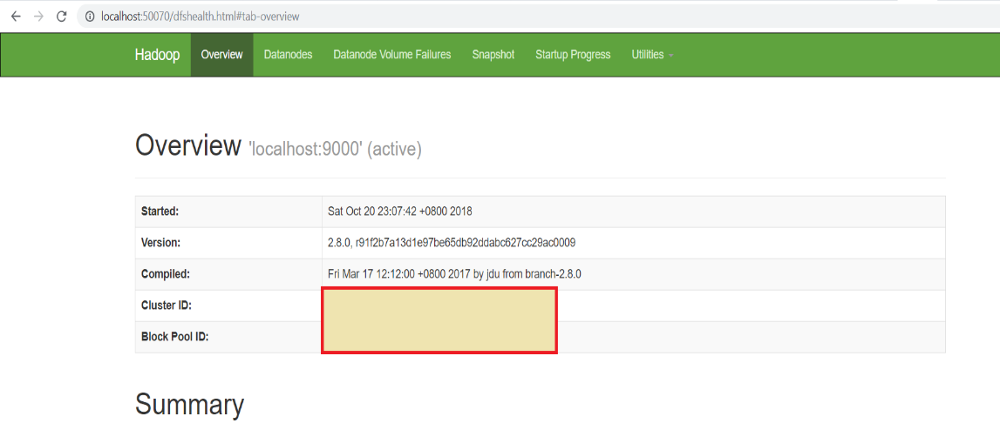 localhost:50070/dfshealth.html#tab-overview
Hadoop Overview Datanodes Datanode Volume Failures Snapshot Startup Progress Utilities
Overview 'localhost:9000' (active)
Started: Sat Oct 20 23:07:42 +0800 2018
Version: 2.8.0, r91f2b7a13d1e97be65db92ddabc627cc29ac0009
Compiled: Fri Mar 17 12:12:00 +0800 2017 by jdu from branch-2.8.0
Cluster ID:
Block Pool ID:
Summary